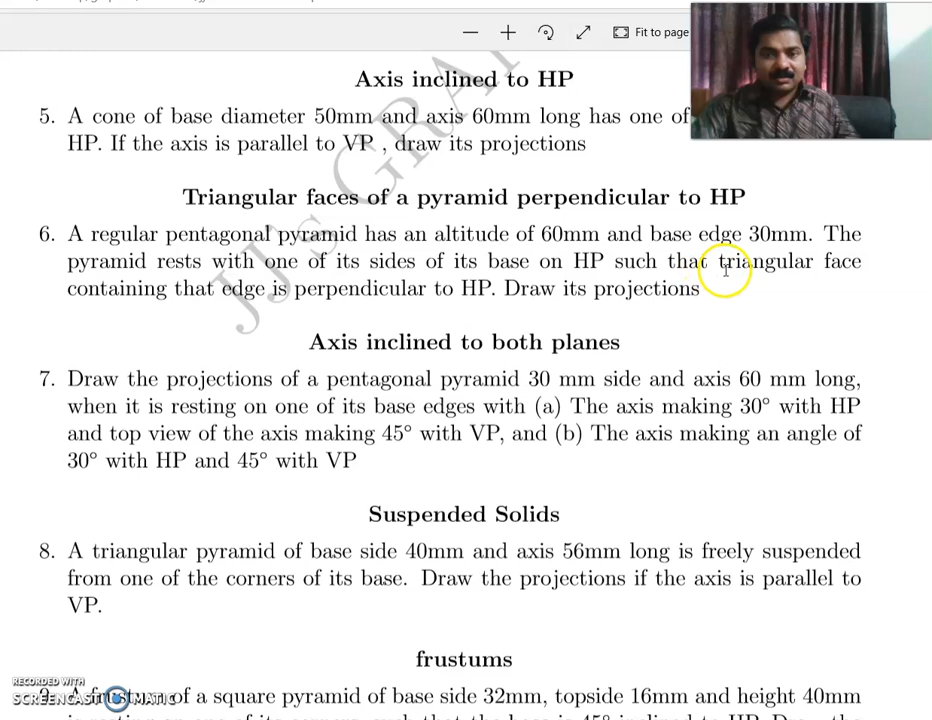 Fit to page
Axis inclined to HP
5. A cone of base diameter 50mm and axis 60mm long has one of
HP. If the axis is parallel to VP , draw its projections
Triangular faces of a pyramid perpendicular to HP
6. A regular pentagonal pyramid has an altitude of 60mm and base edge 30mm. The
pyramid rests with one of its sides of its base on HP such that triangular face
containing that edge is perpendicular to HP. Draw its projections
Axis inclined to both planes
7. Draw the projections of a pentagonal pyramid 30 mm side and axis 60 mm long,
when it is resting on one of its base edges with (a) The axis making 30° with HP
and top view of the axis making 45° with VP, and (b) The axis making an angle of
30° with HP and 45° with VP
Suspended Solids
8. A triangular pyramid of base side 40mm and axis 56mm long is freely suspended
from one of the corners of its base. Draw the projections if the axis is parallel to
VP.
frustums
RECORDED WITH
SCREENCAST-O-MATIC
9. A frustum of a square pyramid of base side 32mm, topside 16mm and height 40mm
JJ's